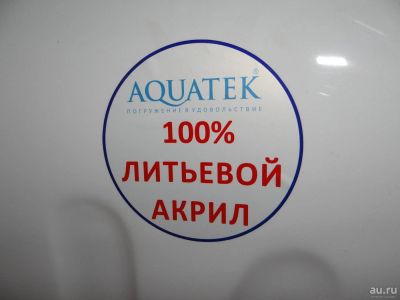 AQUATEK®
ПОГРУЖЕНИЕ В УДОВОЛЬСТВИЕ
100%
ЛИТЬЕВОЙ
АКРИЛ
au.ru